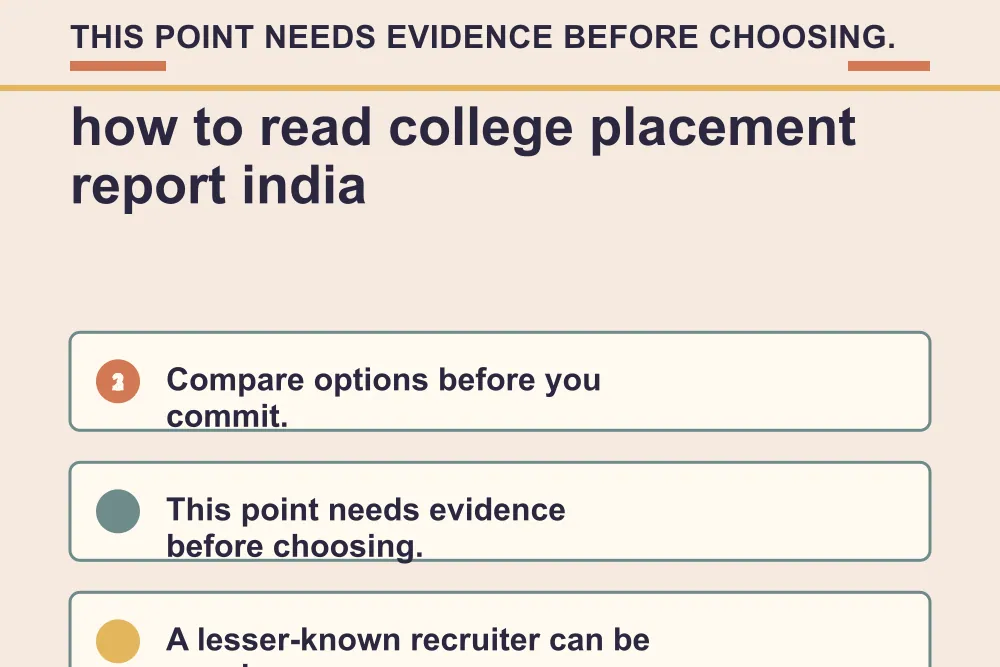 THIS POINT NEEDS EVIDENCE BEFORE CHOOSING.
how to read college placement
report india
Compare options before you
commit.
This point needs evidence
before choosing.
A lesser-known recruiter can be